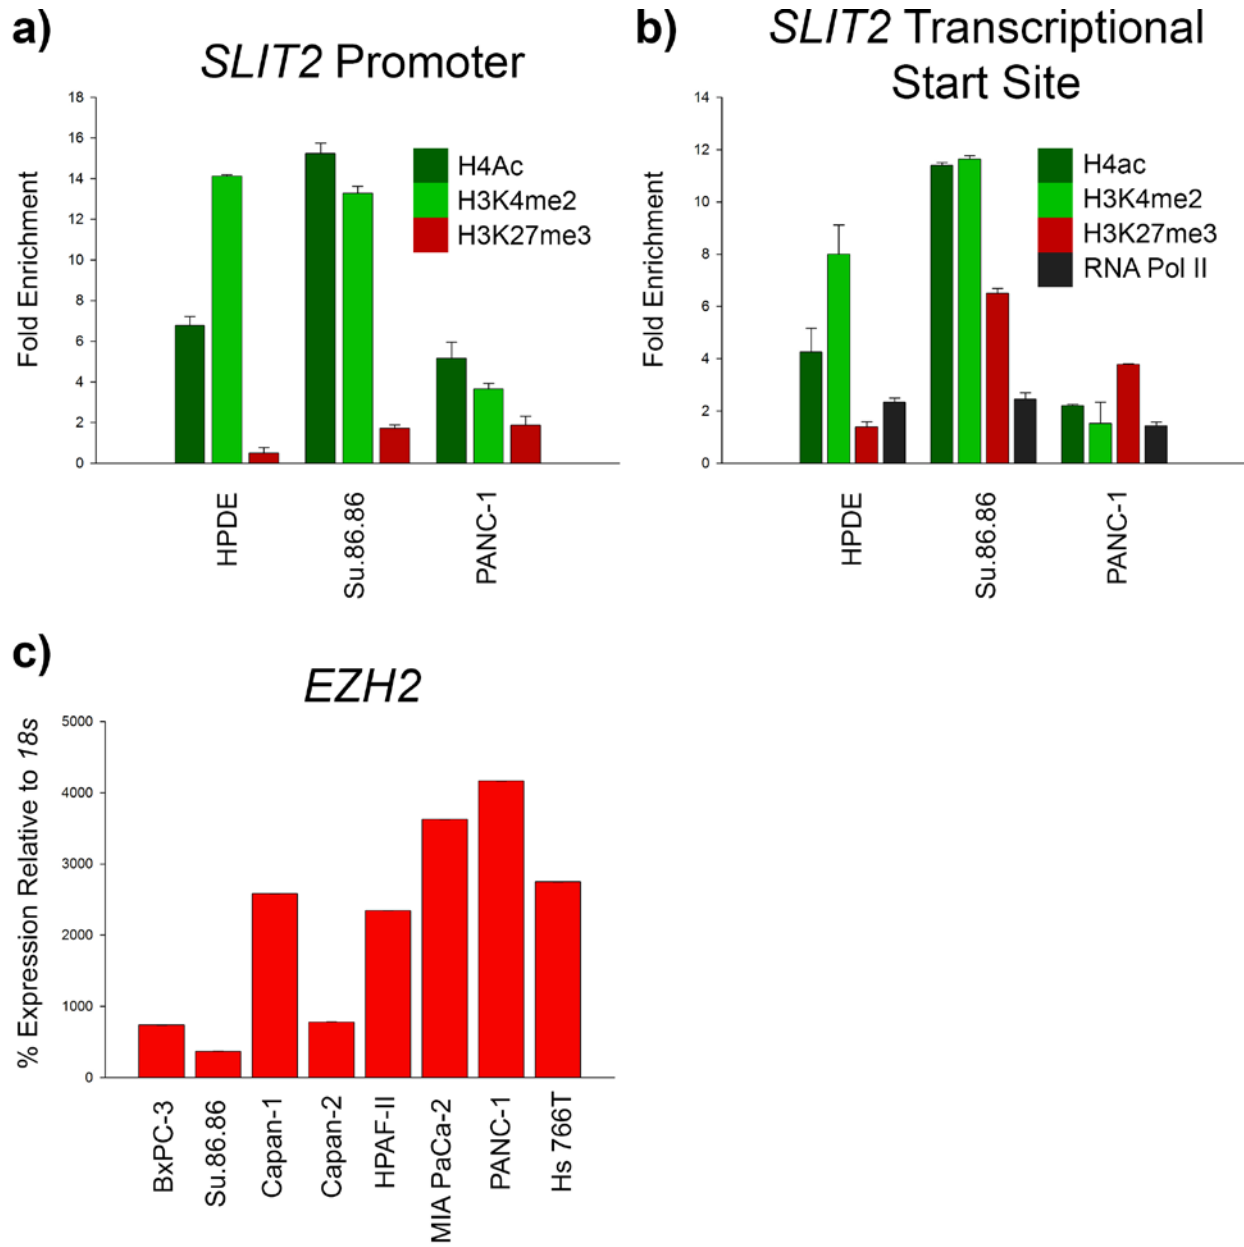 a)
SLIT2 Promoter
18
16
14
12
10
8
6
4
2
0
Fold Enrichment
H4Ac
H3K4me2
H3K27me3
HPDE
Su.86.86
PANC-1
b)
SLIT2 Transcriptional
Start Site
14
12
10
8
6
4
2
0
Fold Enrichment
H4ac
H3K4me2
H3K27me3
RNA Pol II
HPDE
Su.86.86
PANC-1
c)
EZH2
5000
4000
3000
2000
1000
0
% Expression Relative to 18s
BxPC-3
Su.86.86
Capan-1
Capan-2
HPAF-II
MIA PaCa-2
PANC-1
Hs 766T